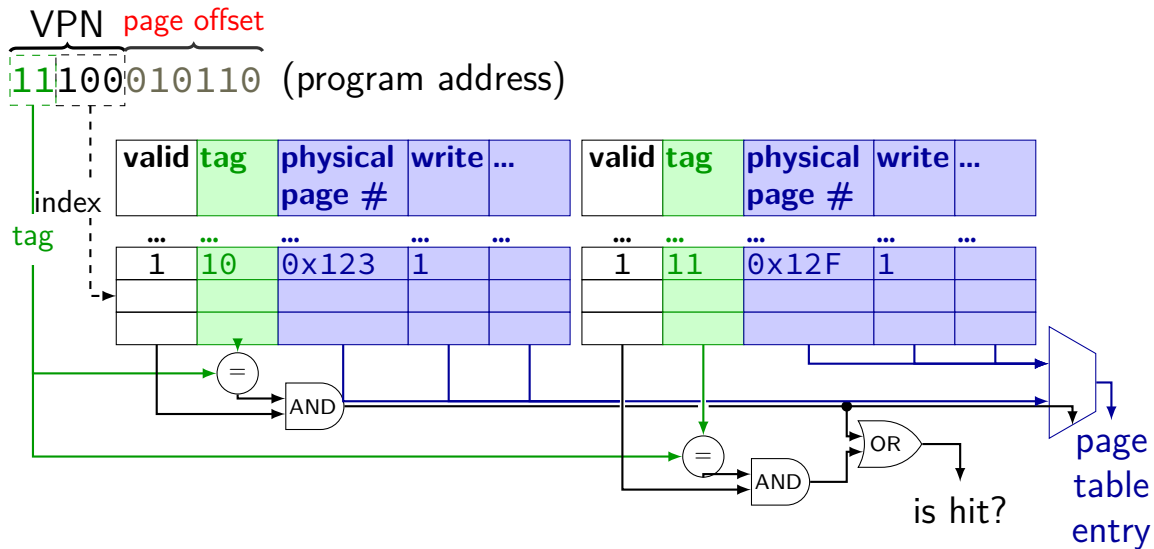 VPN page offset
11100010110 (program address)
valid tag physical page # write ... valid tag physical page # write ...
index
tag
... ... ... ... ... ... ... ... ... ...
1 10 0x123 1 1 11 0x12F 1
=
AND
=
AND
OR
is hit?
page
table
entry